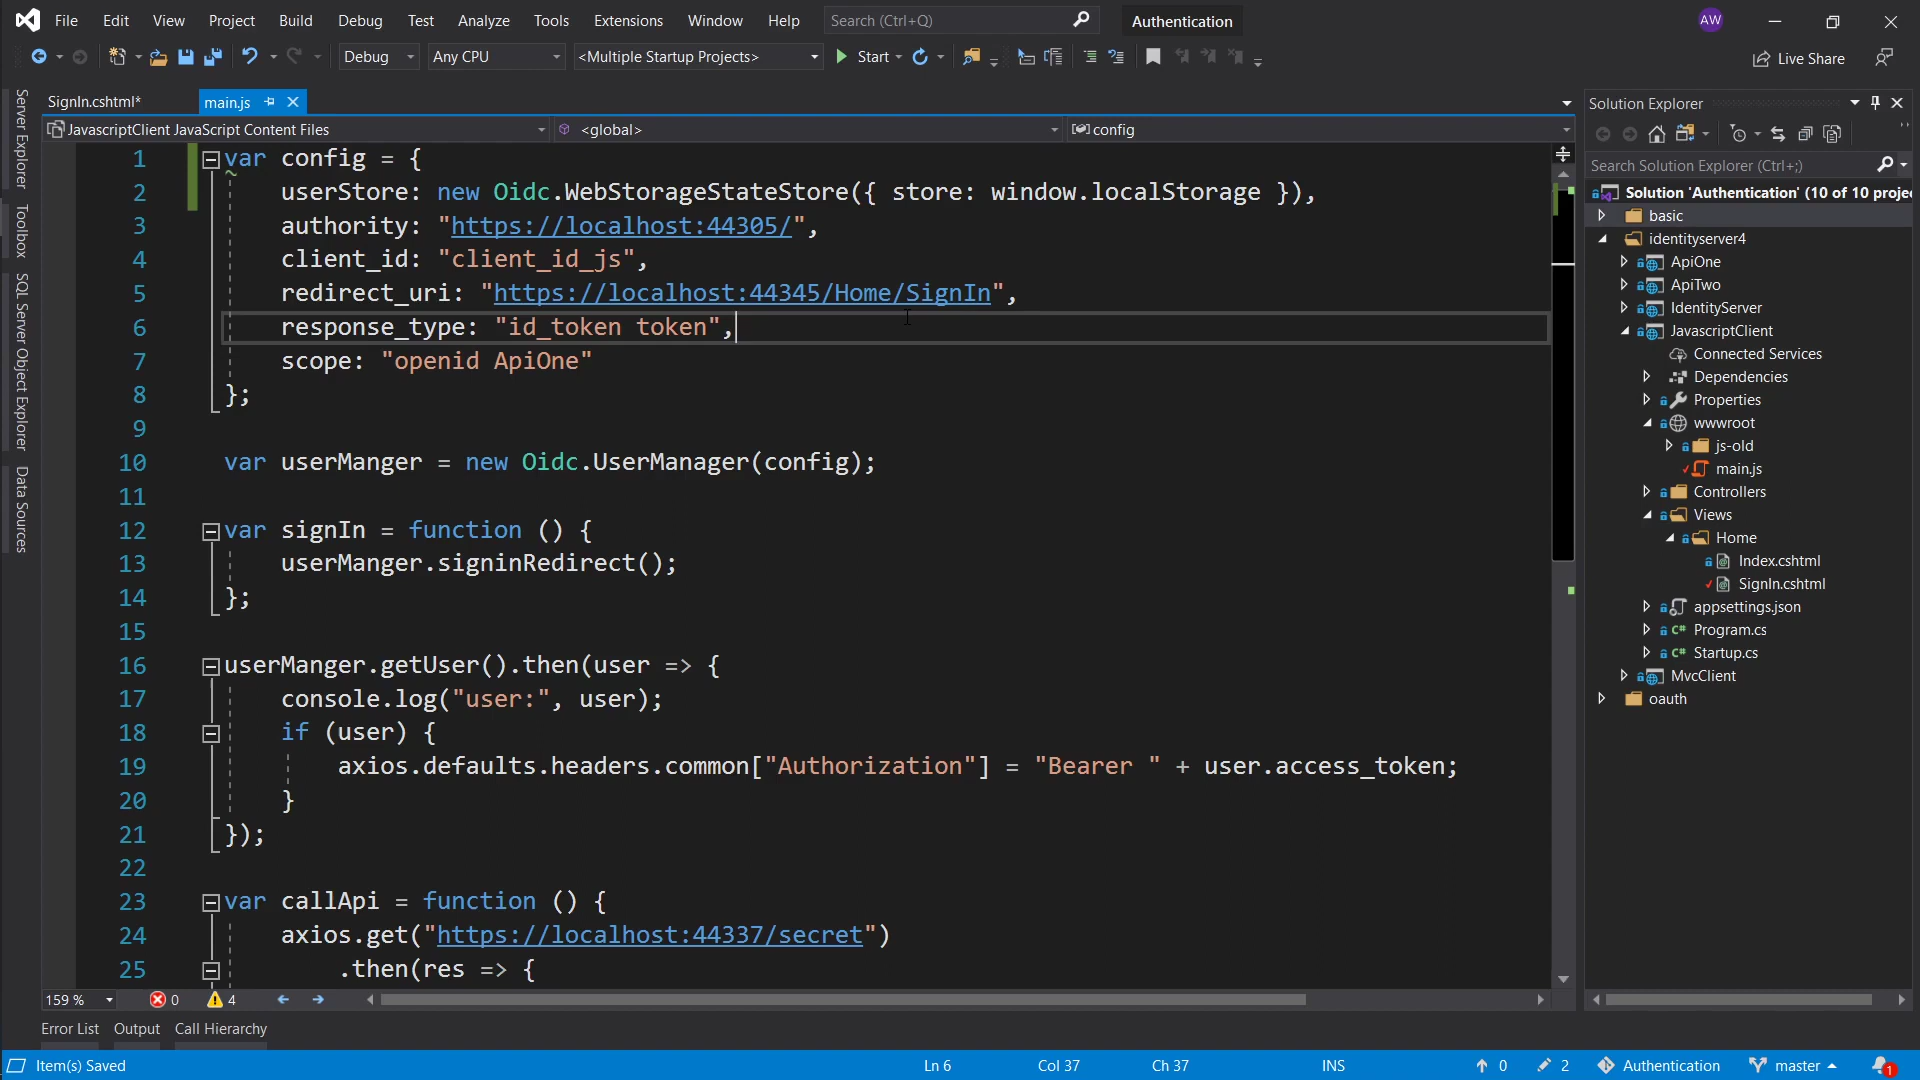 File Edit View Project Build Debug Test Analyze Tools Extensions Window Help Search (Ctrl+Q) Authentication AW
Debug Any CPU <Multiple Startup Projects> Start Live Share
SignIn.cshtml* main.js
JavascriptClient JavaScript Content Files <global> config
1 var config = {
2 userStore: new Oidc.WebStorageStateStore({ store: window.localStorage }),
3 authority: "https://localhost:44305/",
4 client_id: "client_id_js",
5 redirect_uri: "https://localhost:44345/Home/SignIn",
6 response_type: "id_token token",
7 scope: "openid ApiOne"
8 };
9
10 var userManger = new Oidc.UserManager(config);
11
12 var signIn = function () {
13 userManger.signinRedirect();
14 };
15
16 userManger.getUser().then(user => {
17 console.log("user:", user);
18 if (user) {
19 axios.defaults.headers.common["Authorization"] = "Bearer " + user.access_token;
20 }
21 });
22
23 var callApi = function () {
24 axios.get("https://localhost:44337/secret")
25 .then(res => {
159 % 0 4
Error List Output Call Hierarchy
Item(s) Saved Ln 6 Col 37 Ch 37 INS 0 2 Authentication master 1
Server Explorer
Toolbox
SQL Server Object Explorer
Data Sources
Solution Explorer
Search Solution Explorer (Ctrl+;)
Solution 'Authentication' (10 of 10 proje
basic
identityserver4
ApiOne
ApiTwo
IdentityServer
JavascriptClient
Connected Services
Dependencies
Properties
wwwroot
js-old
main.js
Controllers
Views
Home
Index.cshtml
SignIn.cshtml
appsettings.json
C# Program.cs
C# Startup.cs
MvcClient
oauth